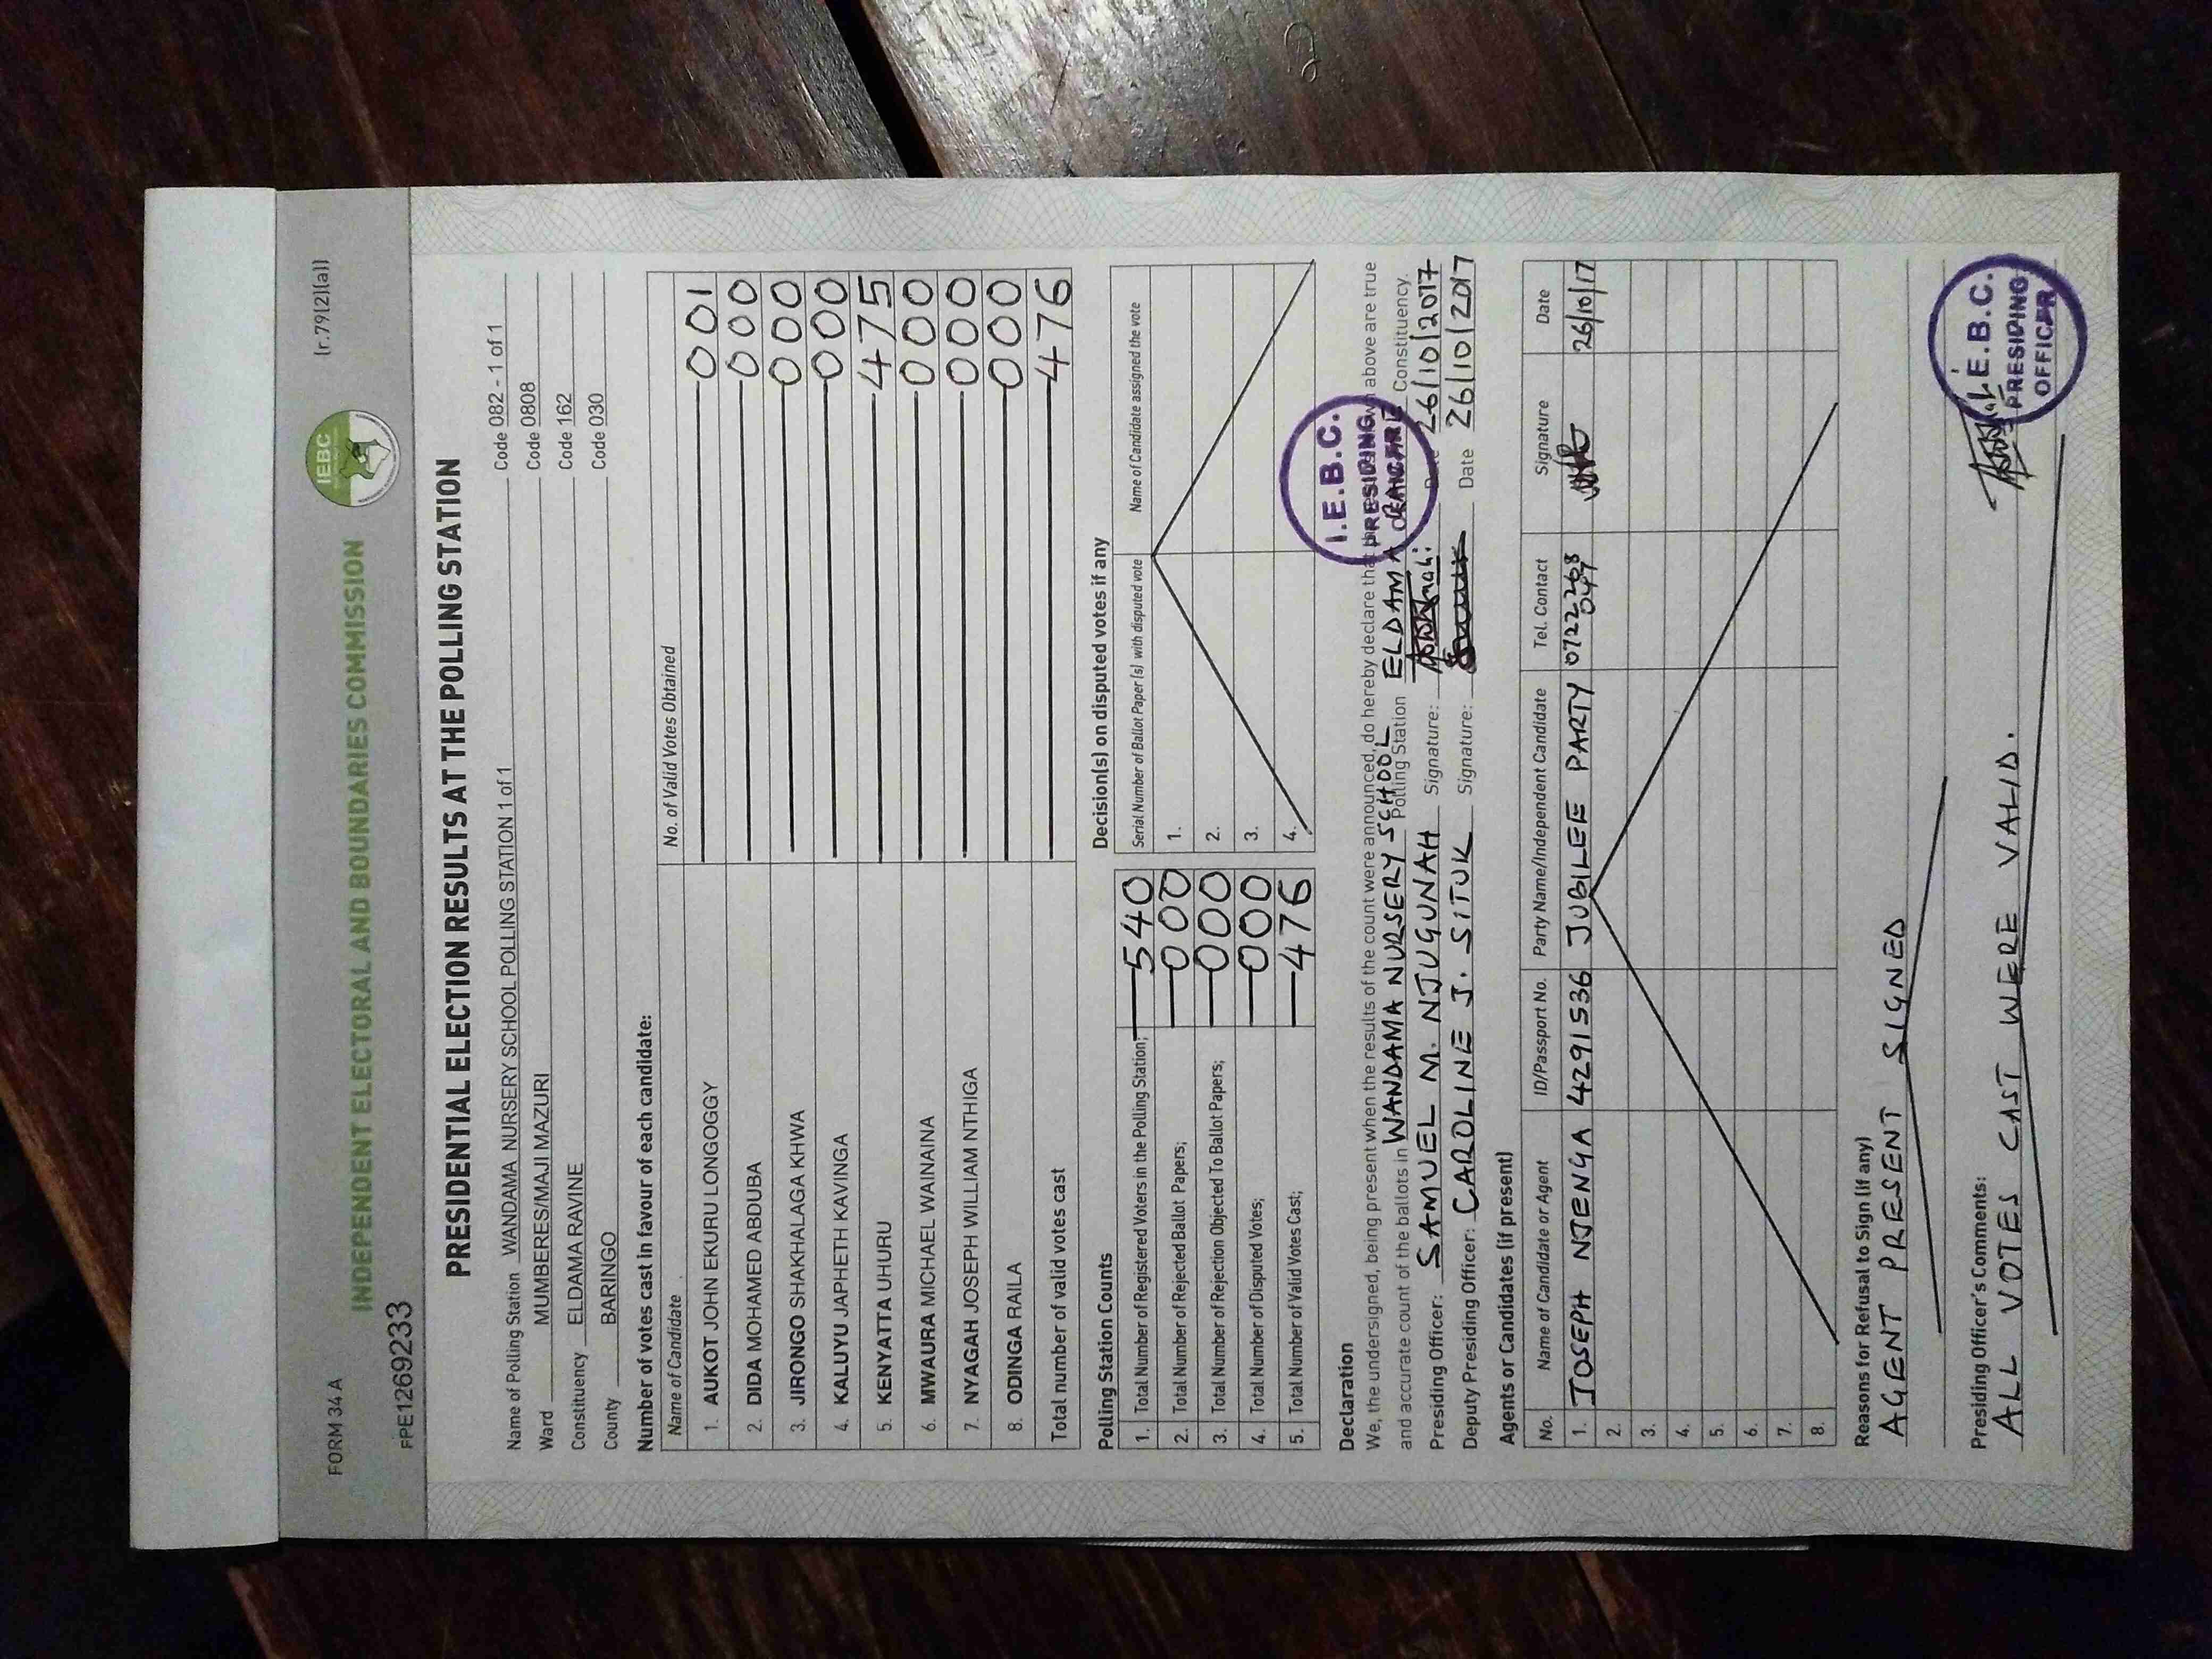 FORM 34 A
(r.79(2)(a))
IEBC
INDEPENDENT ELECTORAL AND BOUNDARIES COMMISSION
FPE1269233
PRESIDENTIAL ELECTION RESULTS AT THE POLLING STATION
Name of Polling Station WANDAMA NURSERY SCHOOL POLLING STATION 1 of 1 Code 082 - 1 of 1
Ward MUMBERES/MAJI MAZURI Code 0808
Constituency ELDAMA RAVINE Code 162
County BARINGO Code 030
Number of votes cast in favour of each candidate:
Name of Candidate No. of Valid Votes Obtained
1. AUKOT JOHN EKURU LONGOGGY 001
2. DIDA MOHAMED ABDUBA 000
3. JIRONGO SHAKHALAGA KHWA 000
4. KALUYU JAPHETH KAVINGA 000
5. KENYATTA UHURU 475
6. MWAURA MICHAEL WAINAINA 000
7. NYAGAH JOSEPH WILLIAM NTHIGA 000
8. ODINGA RAILA 000
Total number of valid votes cast 476
Polling Station Counts
1. Total Number of Registered Voters in the Polling Station; 540
2. Total Number of Rejected Ballot Papers; 000
3. Total Number of Rejection Objected To Ballot Papers; 000
4. Total Number of Disputed Votes; 000
5. Total Number of Valid Votes Cast; 476
Decision(s) on disputed votes if any
Serial Number of Ballot Paper (s) with disputed vote Name of Candidate assigned the vote
1.
2.
3.
4.
Declaration
We, the undersigned, being present when the results of the count were announced, do hereby declare that the results shown above are true
and accurate count of the ballots in WANDAMA NURSERY SCHOOL Polling Station ELDAMA RAVINE Constituency.
Presiding Officer: SAMUEL M. NJUGUNAH Signature: Date 26/10/2017
Deputy Presiding Officer: CAROLINE J. SITUK Signature: Date 26/10/2017
I.E.B.C.
PRESIDING
OFFICER
Agents or Candidates (if present)
No. Name of Candidate or Agent ID/Passport No. Party Name/Independent Candidate Tel. Contact Signature Date
1. JOSEPH NJENGA 4291536 JUBILEE PARTY 26/10/17
2.
3.
4.
5.
6.
7.
8.
Reasons for Refusal to Sign (if any)
AGENT PRESENT SIGNED
Presiding Officer's Comments:
ALL VOTES CAST WERE VALID.
I.E.B.C.
PRESIDING
OFFICER